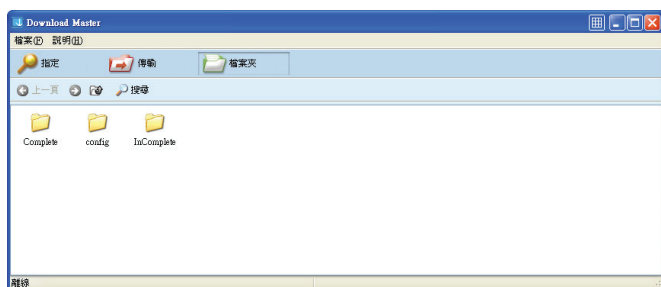 Download Master
檔案(F) 說明(H)
指定 傳輸 檔案夾
上一頁 搜尋
Complete config InComplete
離線